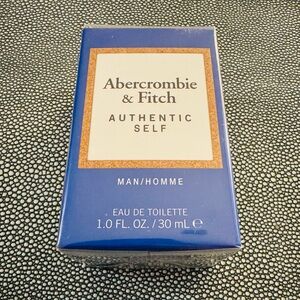 Abercrombie
& Fitch
AUTHENTIC
SELF
MAN/HOMME
EAU DE TOILETTE
1.0 FL. OZ. / 30 mL ℮